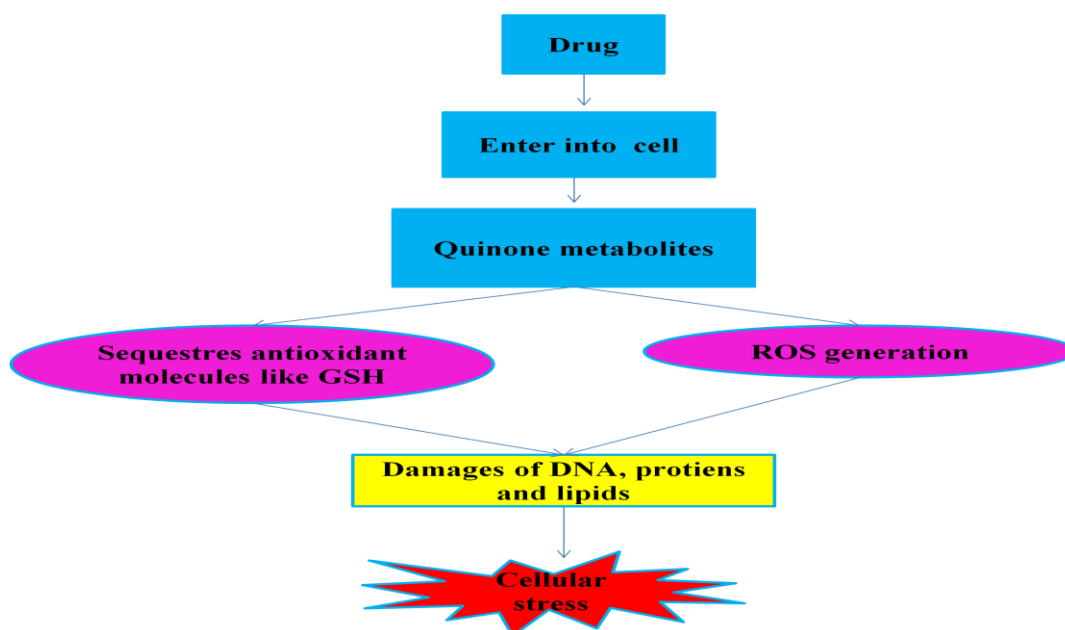 Drug
Enter into cell
Quinone metabolites
Sequestres antioxidant
molecules like GSH
ROS generation
Damages of DNA, protiens
and lipids
Cellular
stress